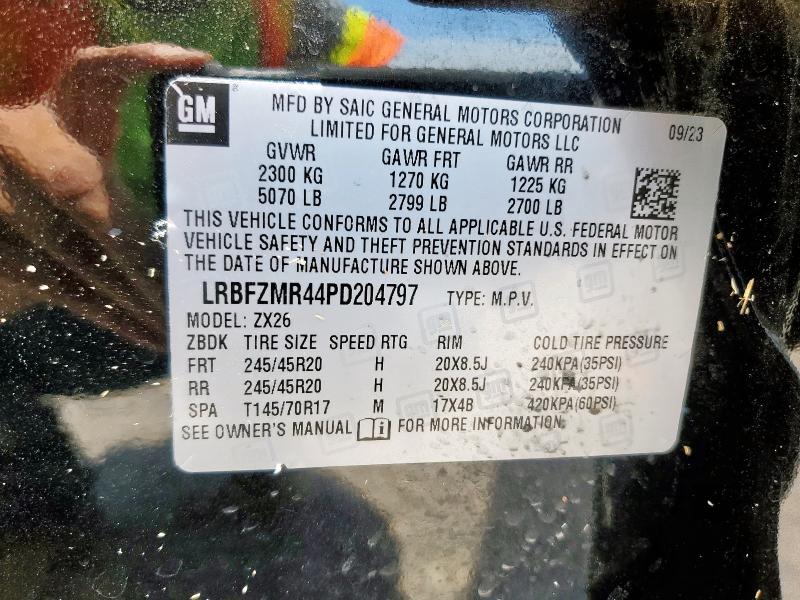 GM
MFD BY SAIC GENERAL MOTORS CORPORATION 09/23
LIMITED FOR GENERAL MOTORS LLC
GVWR GAWR FRT GAWR RR
2300 KG 1270 KG 1225 KG
5070 LB 2799 LB 2700 LB
THIS VEHICLE CONFORMS TO ALL APPLICABLE U.S. FEDERAL MOTOR
VEHICLE SAFETY AND THEFT PREVENTION STANDARDS IN EFFECT ON
THE DATE OF MANUFACTURE SHOWN ABOVE.
LRBFZMR44PD204797 TYPE: M.P.V.
MODEL: ZX26
ZBDK TIRE SIZE SPEED RTG RIM COLD TIRE PRESSURE
FRT 245/45R20 H 20X8.5J 240KPA(35PSI)
RR 245/45R20 H 20X8.5J 240KPA(35PSI)
SPA T145/70R17 M 17X4B 420KPA(60PSI)
SEE OWNER'S MANUAL FOR MORE INFORMATION.